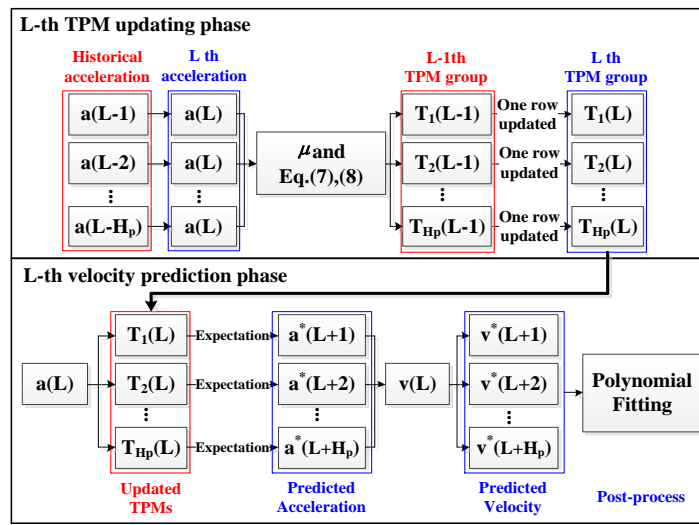 L-th TPM updating phase
Historical
acceleration
L th
acceleration
L-1th
TPM group
L th
TPM group
a(L-1)
a(L)
T₁(L-1)
One row
updated
T₁(L)
a(L-2)
a(L)
μ and
Eq.(7),(8)
T₂(L-1)
One row
updated
T₂(L)
a(L-Hₚ)
a(L)
T_Hp(L-1)
One row
updated
T_Hp(L)
L-th velocity prediction phase
T₁(L)
Expectation
a*(L+1)
v*(L+1)
a(L)
T₂(L)
Expectation
a*(L+2)
v(L)
v*(L+2)
Polynomial
Fitting
T_Hp(L)
Expectation
a*(L+Hₚ)
v*(L+Hₚ)
Updated
TPMs
Predicted
Acceleration
Predicted
Velocity
Post-process